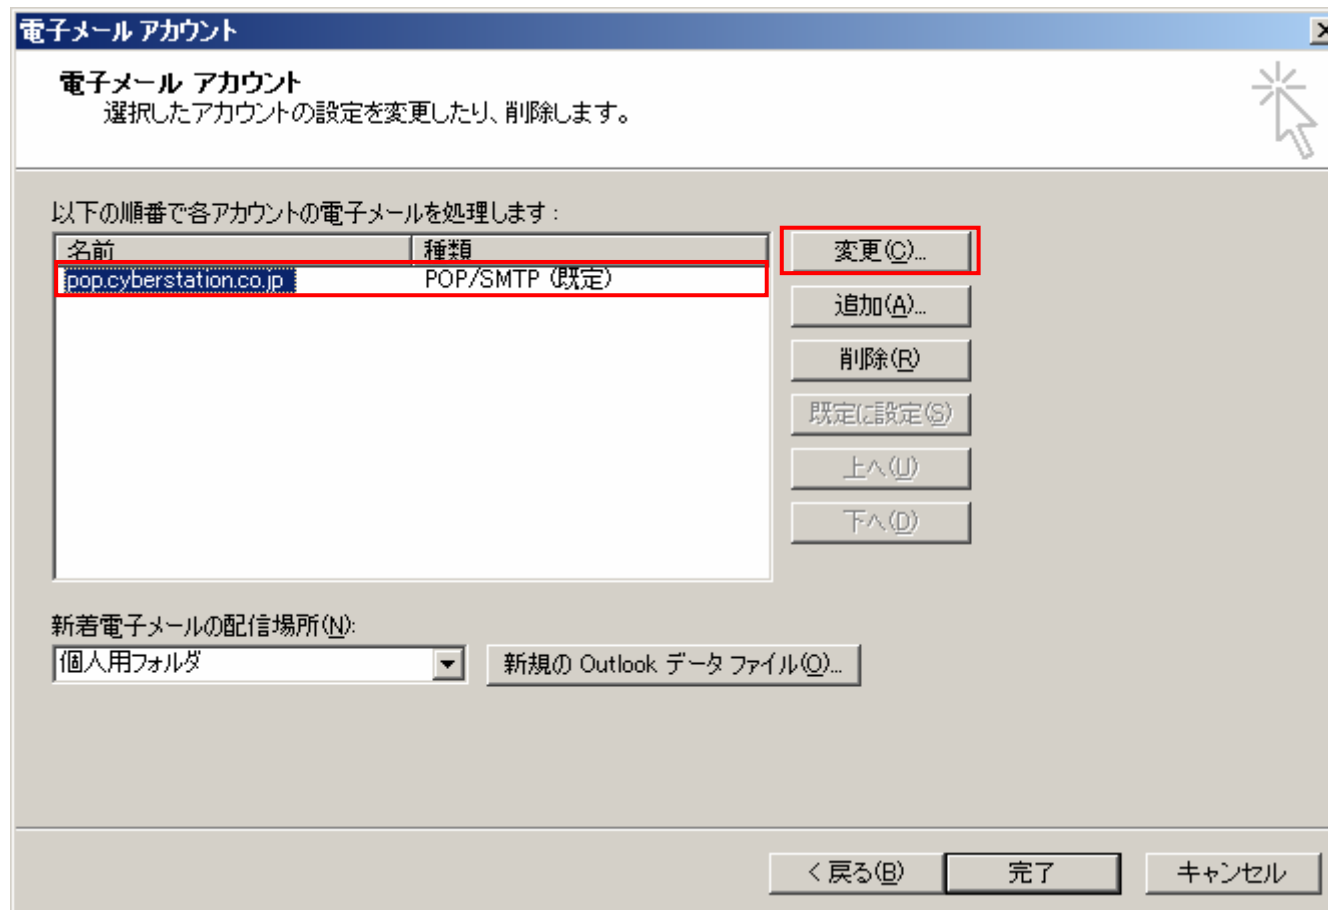 電子メール アカウント
電子メール アカウント
選択したアカウントの設定を変更したり、削除します。
以下の順番で各アカウントの電子メールを処理します:
名前 種類
pop.cyberstation.co.jp POP/SMTP (既定)
変更(C)...
追加(A)...
削除(R)
既定に設定(S)
上へ(U)
下へ(D)
新着電子メールの配信場所(N):
個人用フォルダ 新規の Outlook データ ファイル(O)...
< 戻る(B) 完了 キャンセル